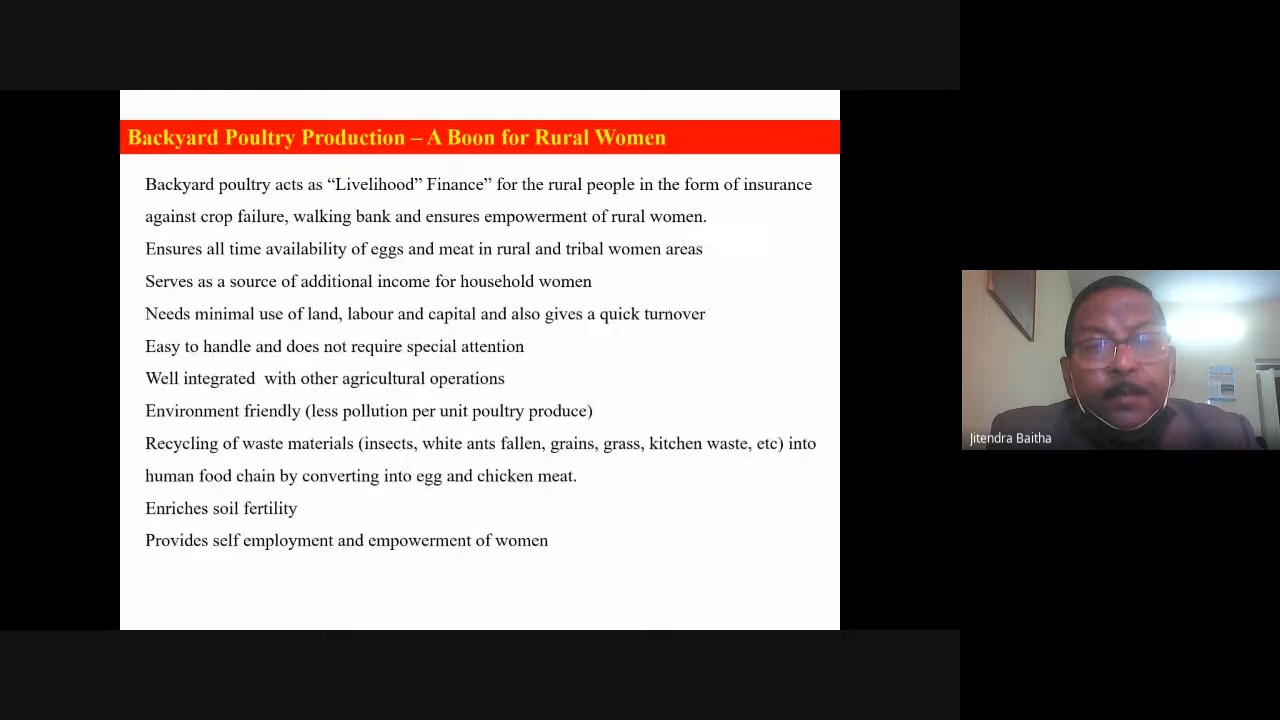 Backyard Poultry Production – A Boon for Rural Women
Backyard poultry acts as “Livelihood” Finance” for the rural people in the form of insurance
against crop failure, walking bank and ensures empowerment of rural women.
Ensures all time availability of eggs and meat in rural and tribal women areas
Serves as a source of additional income for household women
Needs minimal use of land, labour and capital and also gives a quick turnover
Easy to handle and does not require special attention
Well integrated  with other agricultural operations
Environment friendly (less pollution per unit poultry produce)
Recycling of waste materials (insects, white ants fallen, grains, grass, kitchen waste, etc) into
human food chain by converting into egg and chicken meat.
Enriches soil fertility
Provides self employment and empowerment of women
Jitendra Baitha